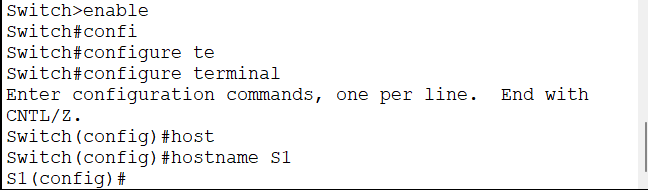 Switch>enable
Switch#confi
Switch#configure te
Switch#configure terminal
Enter configuration commands, one per line.  End with
CNTL/Z.
Switch(config)#host
Switch(config)#hostname S1
S1(config)#